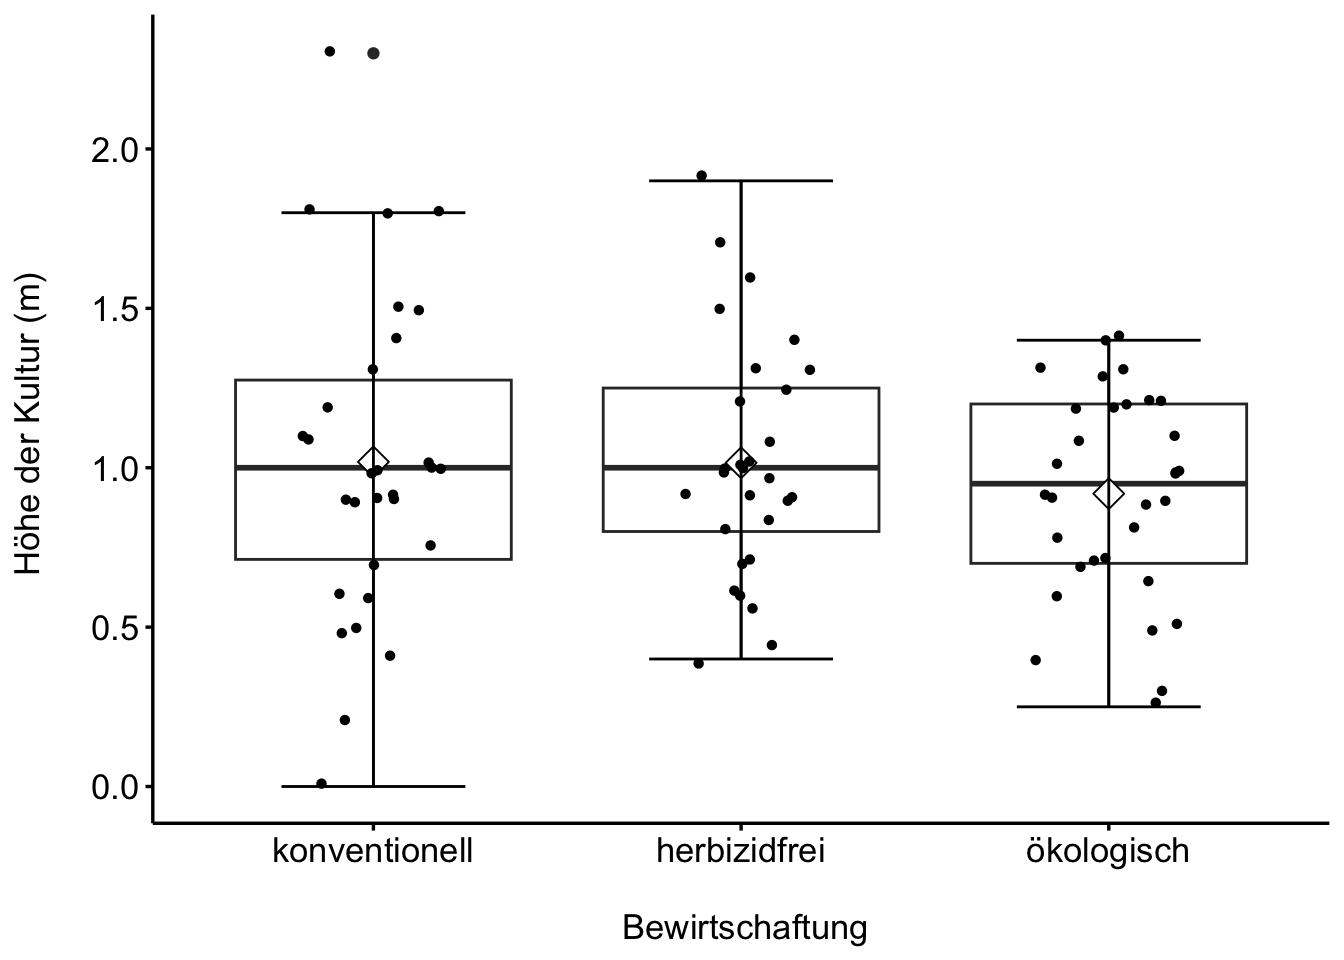 Höhe der Kultur (m)
2.0
1.5
1.0
0.5
0.0
konventionell herbizidfrei ökologisch
Bewirtschaftung